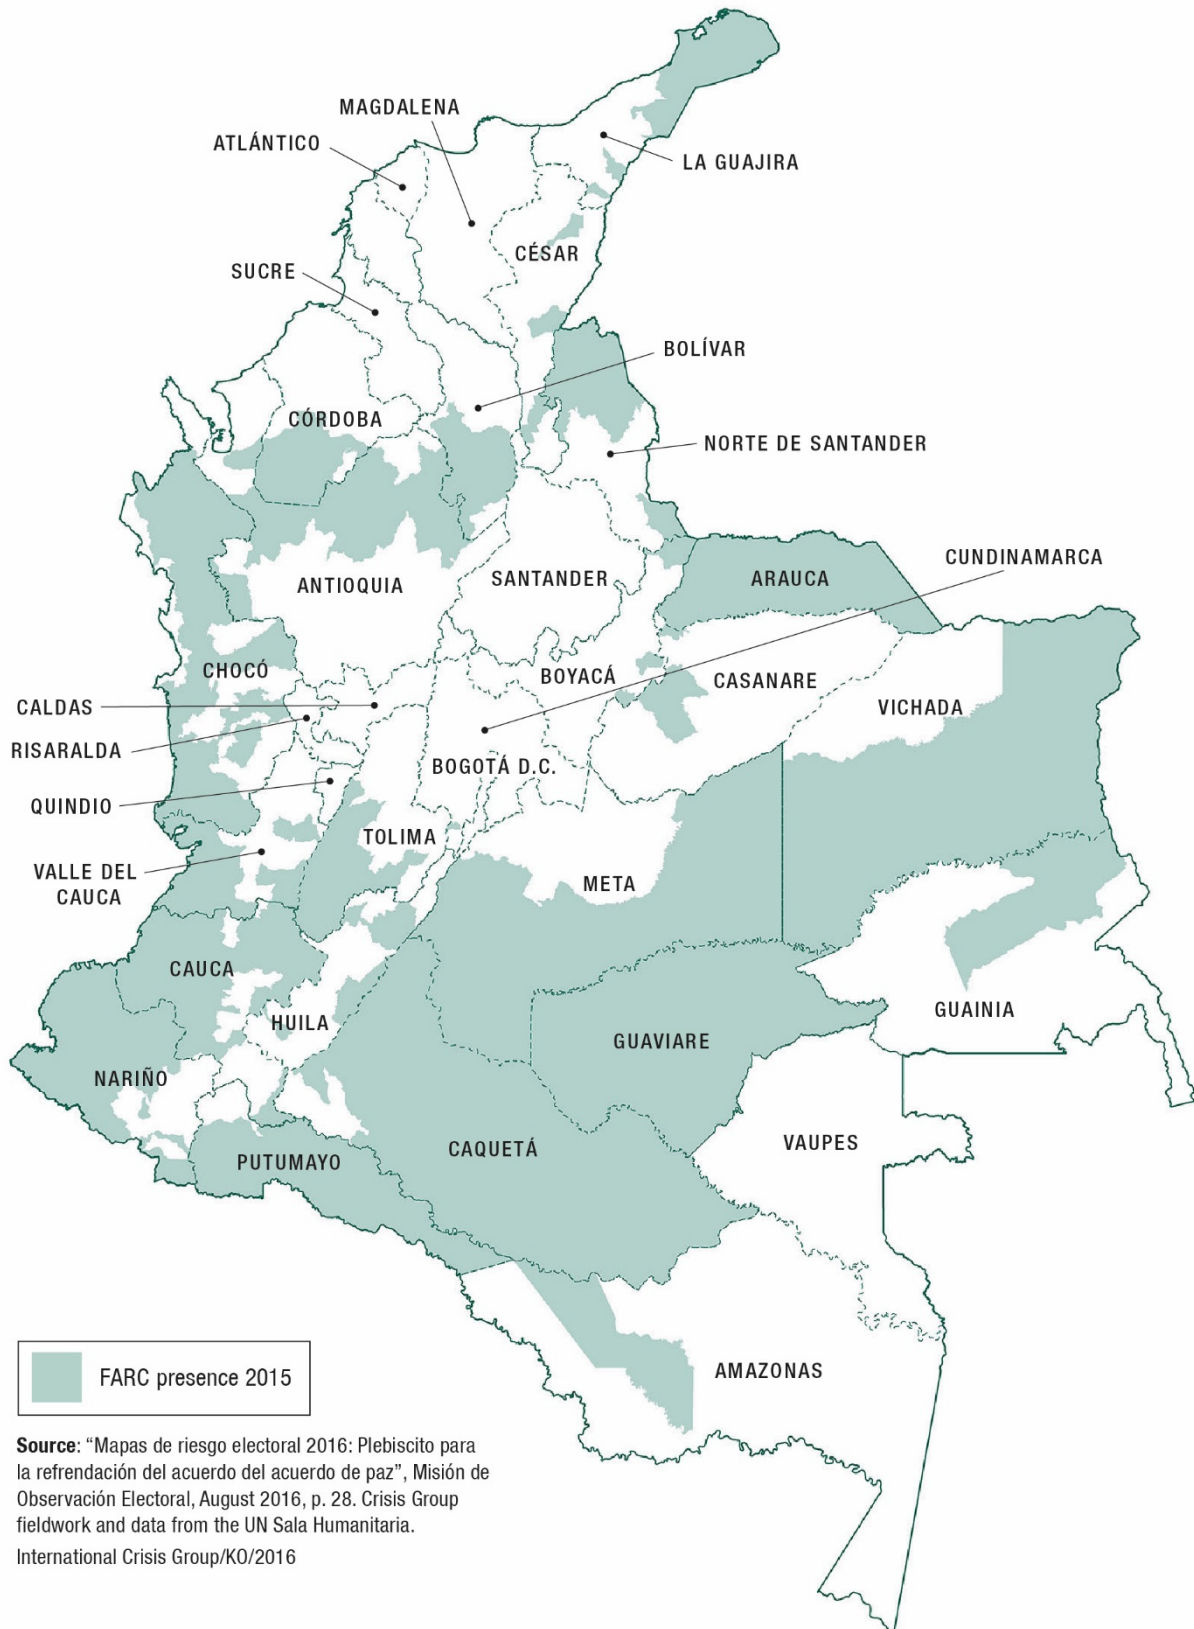 MAGDALENA
ATLÁNTICO
LA GUAJIRA
CÉSAR
SUCRE
BOLÍVAR
CÓRDOBA
NORTE DE SANTANDER
CUNDINAMARCA
ANTIOQUIA
SANTANDER
ARAUCA
CHOCÓ
BOYACÁ
CASANARE
CALDAS
VICHADA
RISARALDA
BOGOTÁ D.C.
QUINDIO
TOLIMA
VALLE DEL
CAUCA
META
CAUCA
GUAINIA
HUILA
GUAVIARE
NARIÑO
VAUPES
CAQUETÁ
PUTUMAYO
AMAZONAS
FARC presence 2015
Source: “Mapas de riesgo electoral 2016: Plebiscito para
la refrendación del acuerdo del acuerdo de paz”, Misión de
Observación Electoral, August 2016, p. 28. Crisis Group
fieldwork and data from the UN Sala Humanitaria.
International Crisis Group/KO/2016